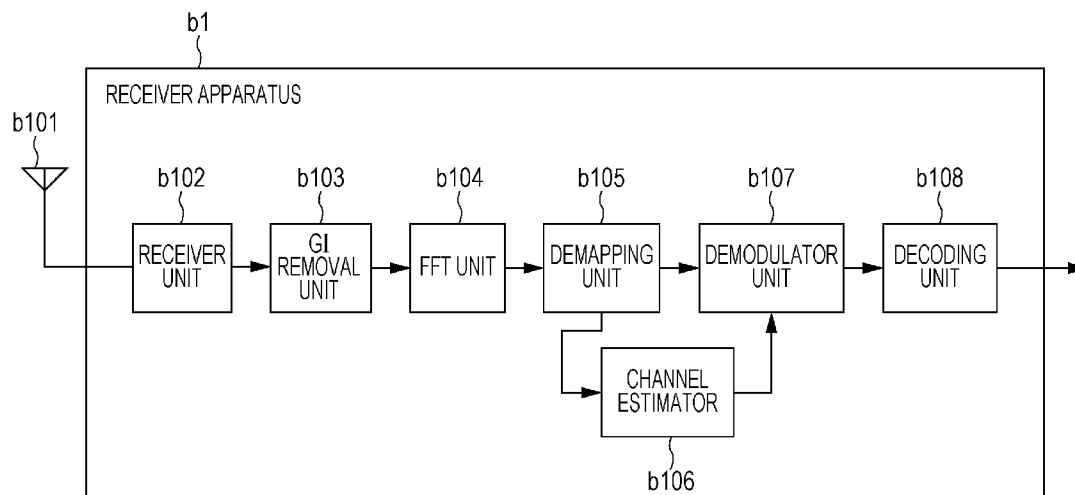 b1
RECEIVER APPARATUS
b101
b102
b103
b104
b105
b107
b108
RECEIVER
UNIT
GI
REMOVAL
UNIT
FFT UNIT
DEMAPPING
UNIT
DEMODULATOR
UNIT
DECODING
UNIT
CHANNEL
ESTIMATOR
b106